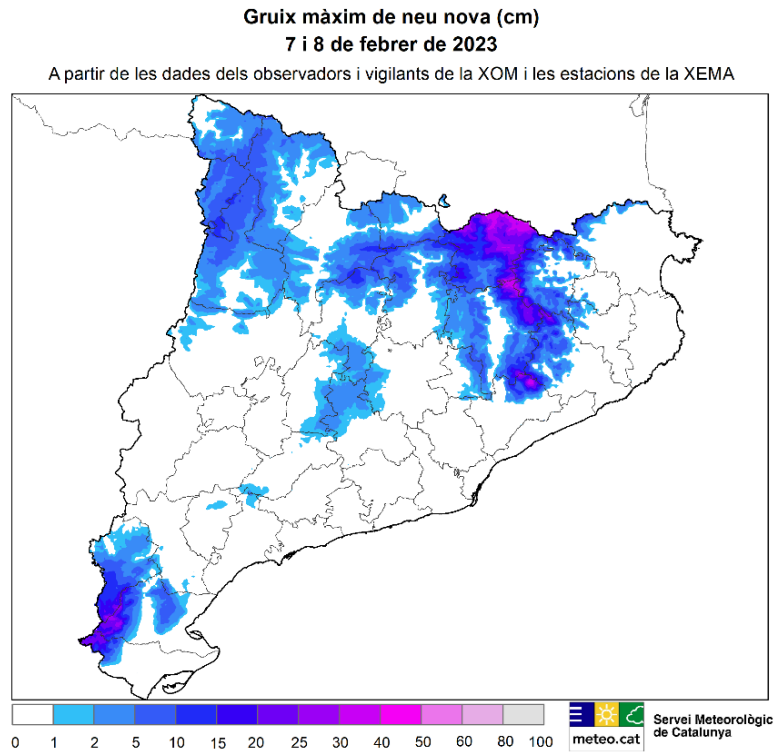 Gruix màxim de neu nova (cm)
7 i 8 de febrer de 2023
A partir de les dades dels observadors i vigilants de la XOM i les estacions de la XEMA
0 1 2 5 10 15 20 25 30 40 50 60 80 100
meteo.cat
Servei Meteorològic
de Catalunya